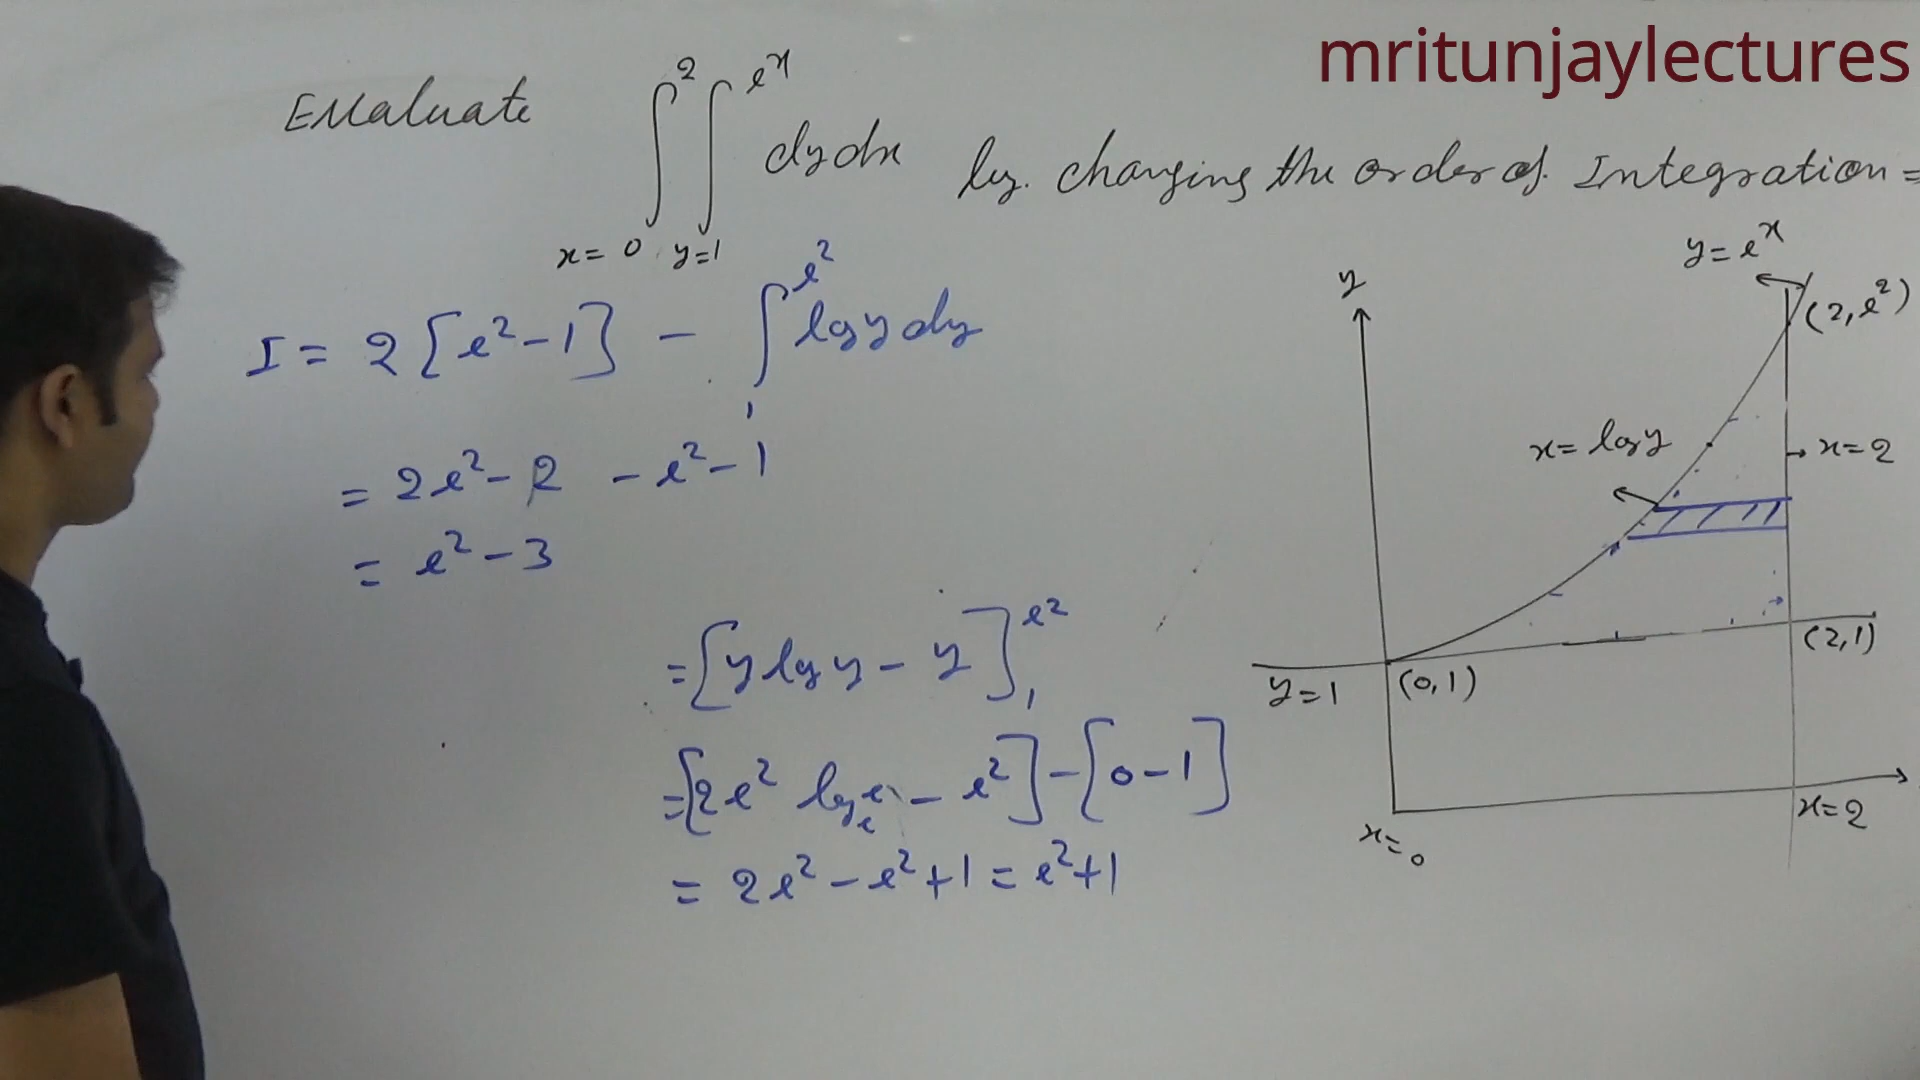 mritunjaylectures
Evaluate ∫² ∫^{e^x} dy dx by changing the order of Integration =
x = 0 y = 1
I = 2 [e² - 1] - ∫₁^{e²} log y dy
= 2e² - 2 - e² - 1
= e² - 3
= [y log y - y]₁^{e²}
= [2e² log_e e - e²] - [0 - 1]
= 2e² - e² + 1 = e² + 1
y
y = e^x
(2, e²)
x = log y
x = 2
(2, 1)
y = 1
(0, 1)
x = 2
x = 0